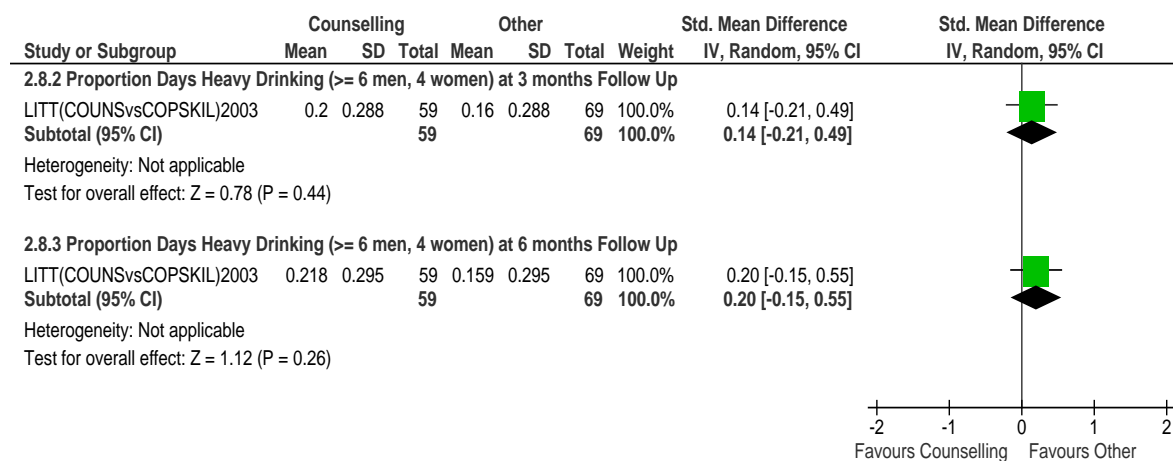 Counselling Other Std. Mean Difference Std. Mean Difference
Study or Subgroup Mean SD Total Mean SD Total Weight IV, Random, 95% CI IV, Random, 95% CI
2.8.2 Proportion Days Heavy Drinking (>= 6 men, 4 women) at 3 months Follow Up
LITT(COUNSvsCOPSKIL)2003 0.2 0.288 59 0.16 0.288 69 100.0% 0.14 [-0.21, 0.49]
Subtotal (95% CI) 59 69 100.0% 0.14 [-0.21, 0.49]
Heterogeneity: Not applicable
Test for overall effect: Z = 0.78 (P = 0.44)
2.8.3 Proportion Days Heavy Drinking (>= 6 men, 4 women) at 6 months Follow Up
LITT(COUNSvsCOPSKIL)2003 0.218 0.295 59 0.159 0.295 69 100.0% 0.20 [-0.15, 0.55]
Subtotal (95% CI) 59 69 100.0% 0.20 [-0.15, 0.55]
Heterogeneity: Not applicable
Test for overall effect: Z = 1.12 (P = 0.26)
-2 -1 0 1 2
Favours Counselling Favours Other